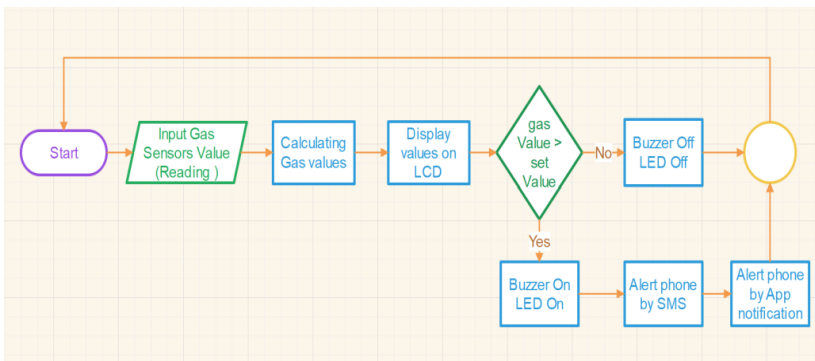 Start
Input Gas
Sensors Value
(Reading )
Calculating
Gas values
Display
values on
LCD
gas
Value >
set
Value
No
Buzzer Off
LED Off
Yes
Buzzer On
LED On
Alert phone
by SMS
Alert phone
by App
notification